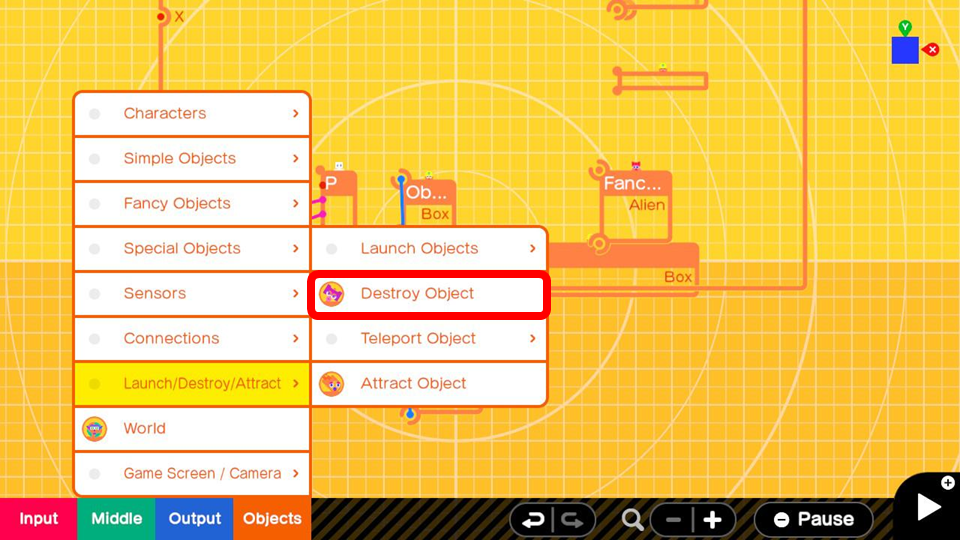 X
Y
X
Characters
Simple Objects
Fancy Objects
Special Objects
Sensors
Connections
Launch/Destroy/Attract
World
Game Screen / Camera
P
Ob...
Box
Fanc...
Alien
Box
Launch Objects
Destroy Object
Teleport Object
Attract Object
Input
Middle
Output
Objects
Pause